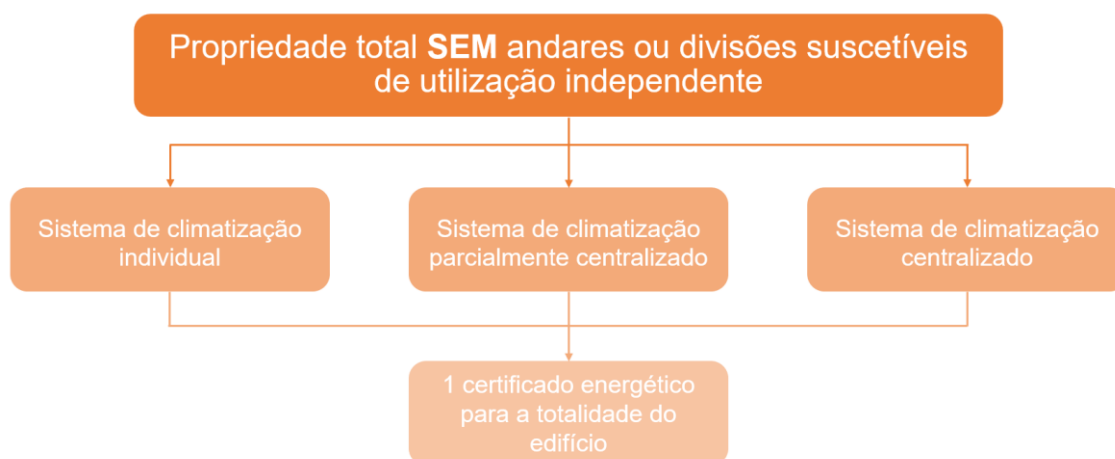 Propriedade total SEM andares ou divisões suscetíveis
de utilização independente
Sistema de climatização
individual
Sistema de climatização
parcialmente centralizado
Sistema de climatização
centralizado
1 certificado energético
para a totalidade do
edifício